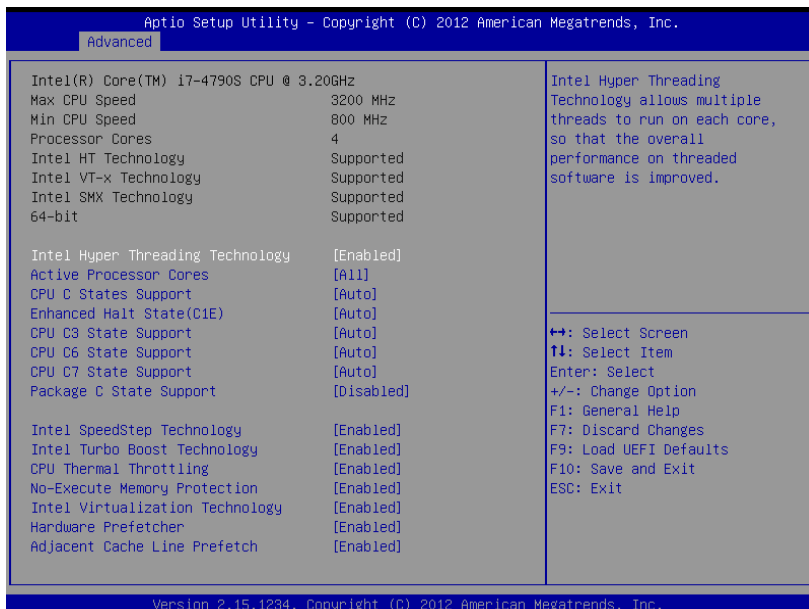 Aptio Setup Utility – Copyright (C) 2012 American Megatrends, Inc.
Advanced
Intel(R) Core(TM) i7-4790S CPU @ 3.20GHz
Max CPU Speed 3200 MHz
Min CPU Speed 800 MHz
Processor Cores 4
Intel HT Technology Supported
Intel VT-x Technology Supported
Intel SMX Technology Supported
64-bit Supported
Intel Hyper Threading Technology [Enabled]
Active Processor Cores [All]
CPU C States Support [Auto]
Enhanced Halt State(C1E) [Auto]
CPU C3 State Support [Auto]
CPU C6 State Support [Auto]
CPU C7 State Support [Auto]
Package C State Support [Disabled]
Intel SpeedStep Technology [Enabled]
Intel Turbo Boost Technology [Enabled]
CPU Thermal Throttling [Enabled]
No-Execute Memory Protection [Enabled]
Intel Virtualization Technology [Enabled]
Hardware Prefetcher [Enabled]
Adjacent Cache Line Prefetch [Enabled]
Intel Hyper Threading
Technology allows multiple
threads to run on each core,
so that the overall
performance on threaded
software is improved.
↔: Select Screen
↑↓: Select Item
Enter: Select
+/-: Change Option
F1: General Help
F7: Discard Changes
F9: Load UEFI Defaults
F10: Save and Exit
ESC: Exit
Version 2.15.1234. Copyright (C) 2012 American Megatrends, Inc.